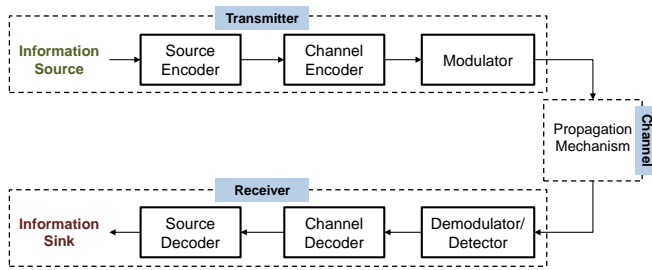 Transmitter
Information
Source
Source
Encoder
Channel
Encoder
Modulator
Propagation
Mechanism
Channel
Receiver
Information
Sink
Source
Decoder
Channel
Decoder
Demodulator/
Detector